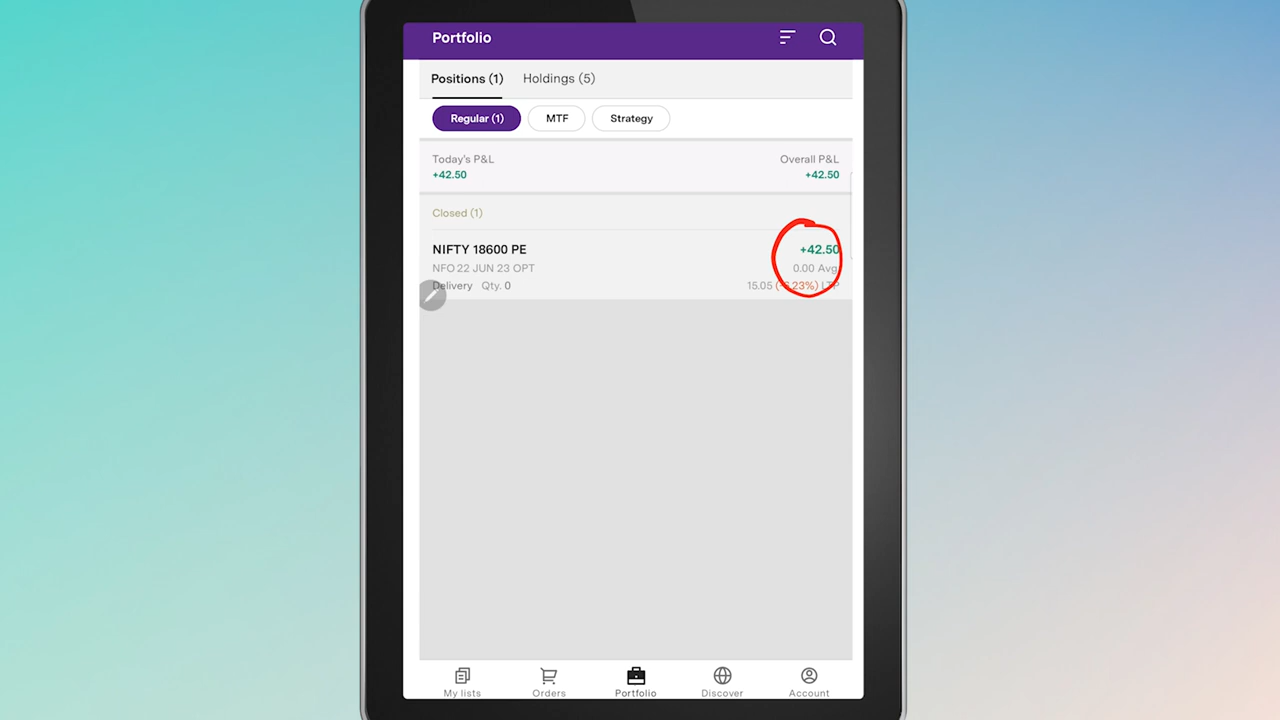 Portfolio
Positions (1) Holdings (5)
Regular (1) MTF Strategy
Today's P&L Overall P&L
+42.50 +42.50
Closed (1)
NIFTY 18600 PE +42.50
NFO 22 JUN 23 OPT 0.00 Avg
Delivery Qty. 0 15.05 LTP
My lists Orders Portfolio Discover Account